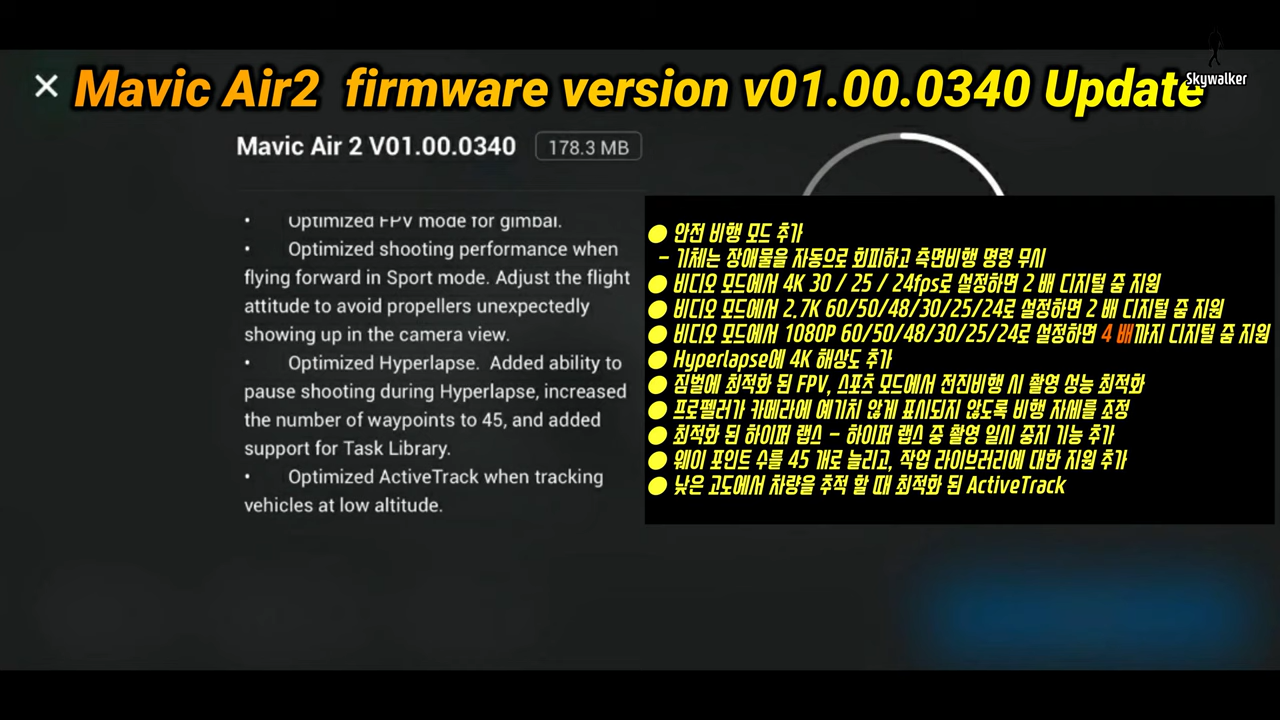 Mavic Air2 firmware version v01.00.0340 Update
Skywalker
Mavic Air 2 V01.00.0340 178.3 MB
• Optimized FPV mode for gimbal.
• Optimized shooting performance when
flying forward in Sport mode. Adjust the flight
attitude to avoid propellers unexpectedly
showing up in the camera view.
• Optimized Hyperlapse. Added ability to
pause shooting during Hyperlapse, increased
the number of waypoints to 45, and added
support for Task Library.
• Optimized ActiveTrack when tracking
vehicles at low altitude.
● 안전 비행 모드 추가
- 기체는 장애물을 자동으로 회피하고 측면비행 명령 무시
● 비디오 모드에서 4K 30 / 25 / 24fps로 설정하면 2 배 디지털 줌 지원
● 비디오 모드에서 2.7K 60/50/48/30/25/24로 설정하면 2 배 디지털 줌 지원
● 비디오 모드에서 1080P 60/50/48/30/25/24로 설정하면 4 배까지 디지털 줌 지원
● Hyperlapse에 4K 해상도 추가
● 짐벌에 최적화 된 FPV, 스포츠 모드에서 전진비행 시 촬영 성능 최적화
● 프로펠러가 카메라에 예기치 않게 표시되지 않도록 비행 자세를 조정
● 최적화 된 하이퍼 랩스 - 하이퍼 랩스 중 촬영 일시 중지 기능 추가
● 웨이 포인트 수를 45 개로 늘리고, 작업 라이브러리에 대한 지원 추가
● 낮은 고도에서 차량을 추적 할 때 최적화 된 ActiveTrack